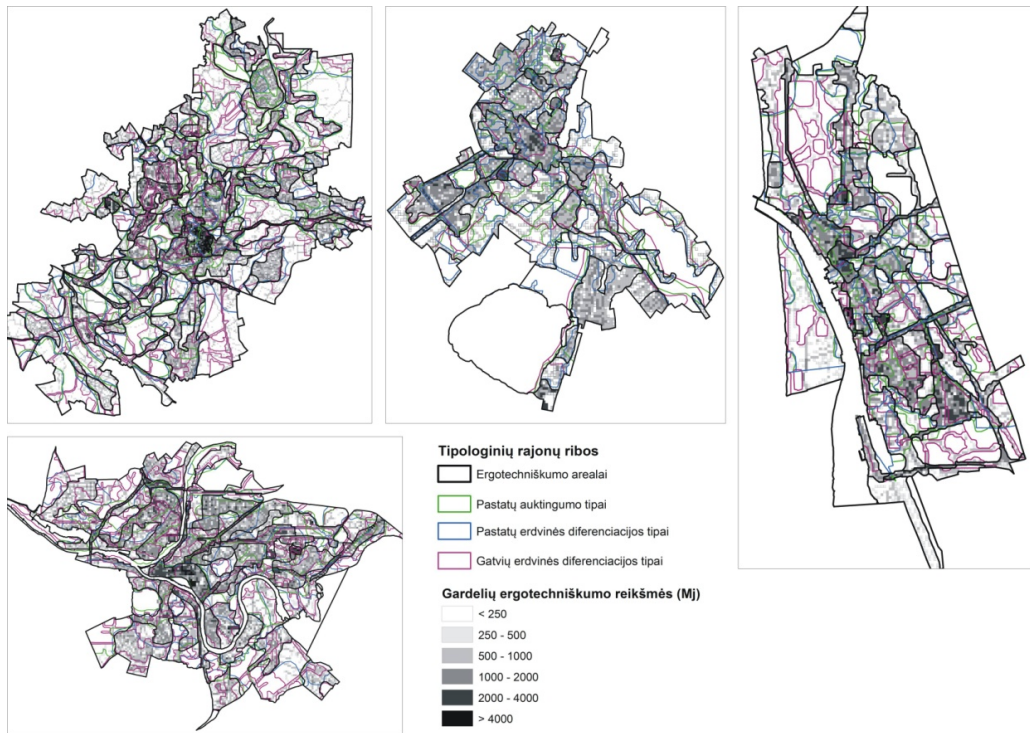 Tipologinių rajonų ribos
Ergotechniškumo arealai
Pastatų auktingumo tipai
Pastatų erdvinės diferenciacijos tipai
Gatvių erdvinės diferenciacijos tipai
Gardelių ergotechniškumo reikšmės (Mj)
< 250
250 - 500
500 - 1000
1000 - 2000
2000 - 4000
> 4000